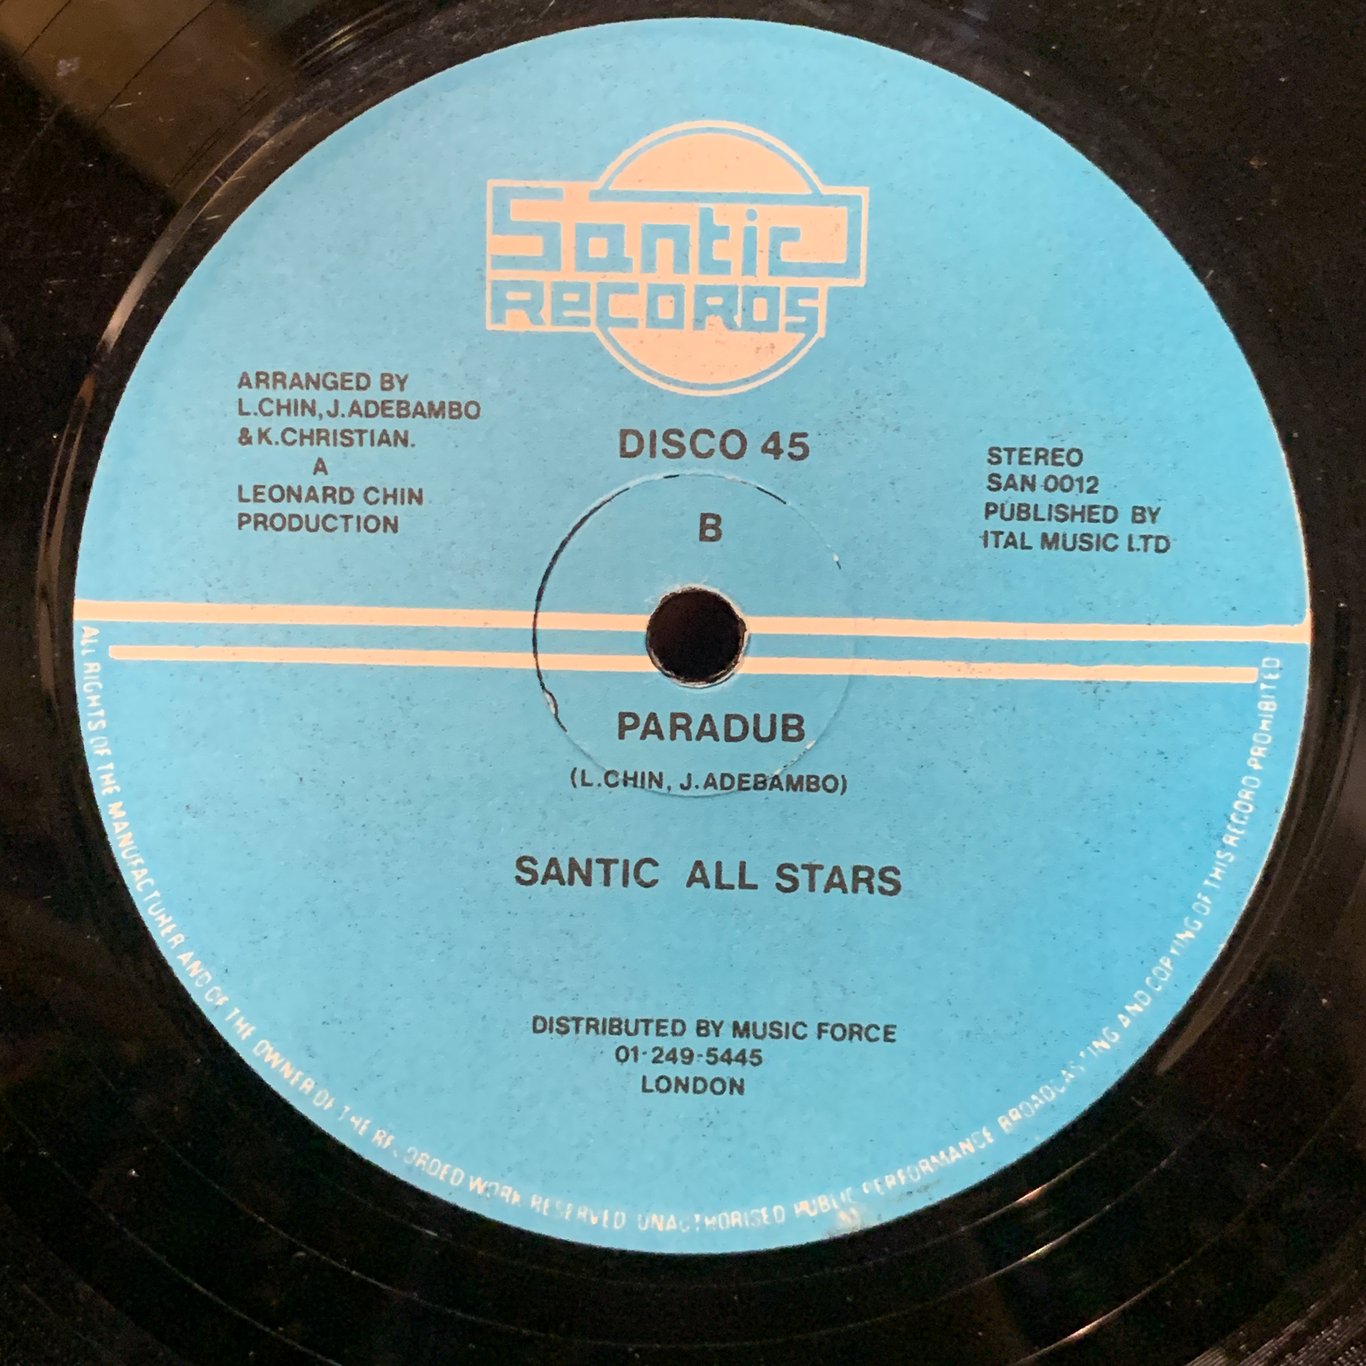 Santic
RECORDS
ARRANGED BY
L.CHIN, J.ADEBAMBO
& K.CHRISTIAN.
A
LEONARD CHIN
PRODUCTION
DISCO 45
B
STEREO
SAN 0012
PUBLISHED BY
ITAL MUSIC LTD
PARADUB
(L.CHIN, J.ADEBAMBO)
SANTIC ALL STARS
DISTRIBUTED BY MUSIC FORCE
01-249-5445
LONDON
ALL RIGHTS OF THE MANUFACTURER AND OF THE OWNER OF THE RECORDED WORK RESERVED UNAUTHORISED PUBLIC PERFORMANCE BROADCASTING AND COPYING OF THIS RECORD PROHIBITED